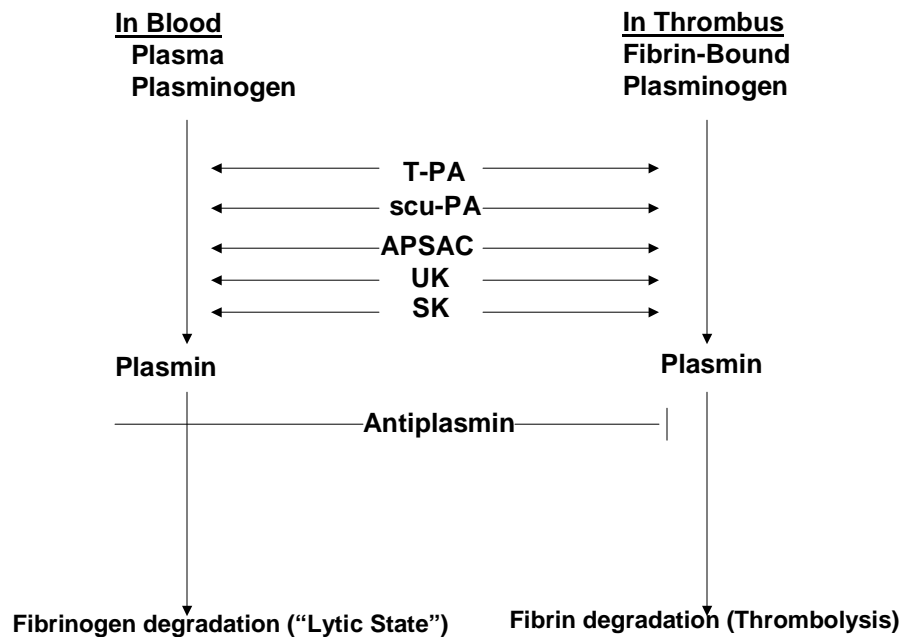 In Blood
Plasma
Plasminogen
In Thrombus
Fibrin-Bound
Plasminogen
T-PA
scu-PA
APSAC
UK
SK
Plasmin
Plasmin
Antiplasmin
Fibrinogen degradation (“Lytic State”)
Fibrin degradation (Thrombolysis)